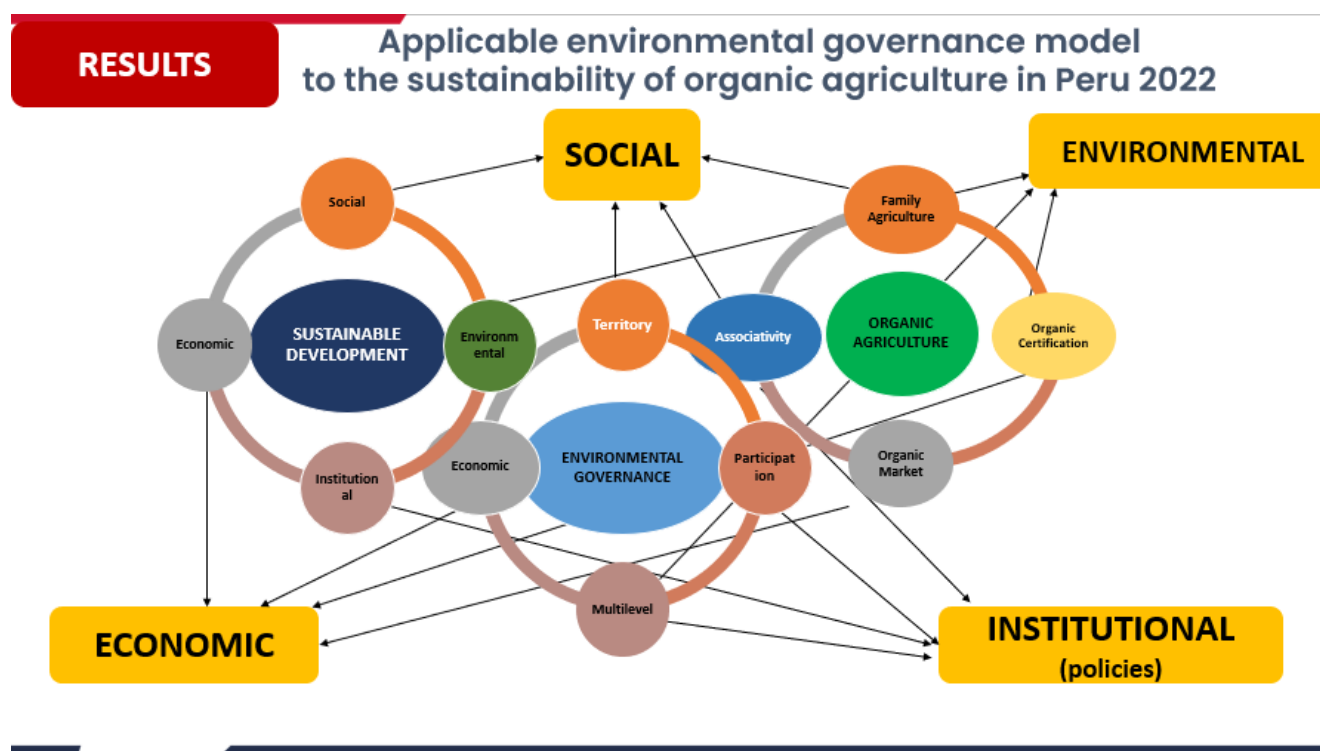 RESULTS
Applicable environmental governance model
to the sustainability of organic agriculture in Peru 2022
SOCIAL
ENVIRONMENTAL
Social
Economic
SUSTAINABLE
DEVELOPMENT
Environm
ental
Institution
al
Territory
Economic
ENVIRONMENTAL
GOVERNANCE
Participat
ion
Multilevel
Family
Agriculture
Associativity
ORGANIC
AGRICULTURE
Organic
Certification
Organic
Market
ECONOMIC
INSTITUTIONAL
(policies)